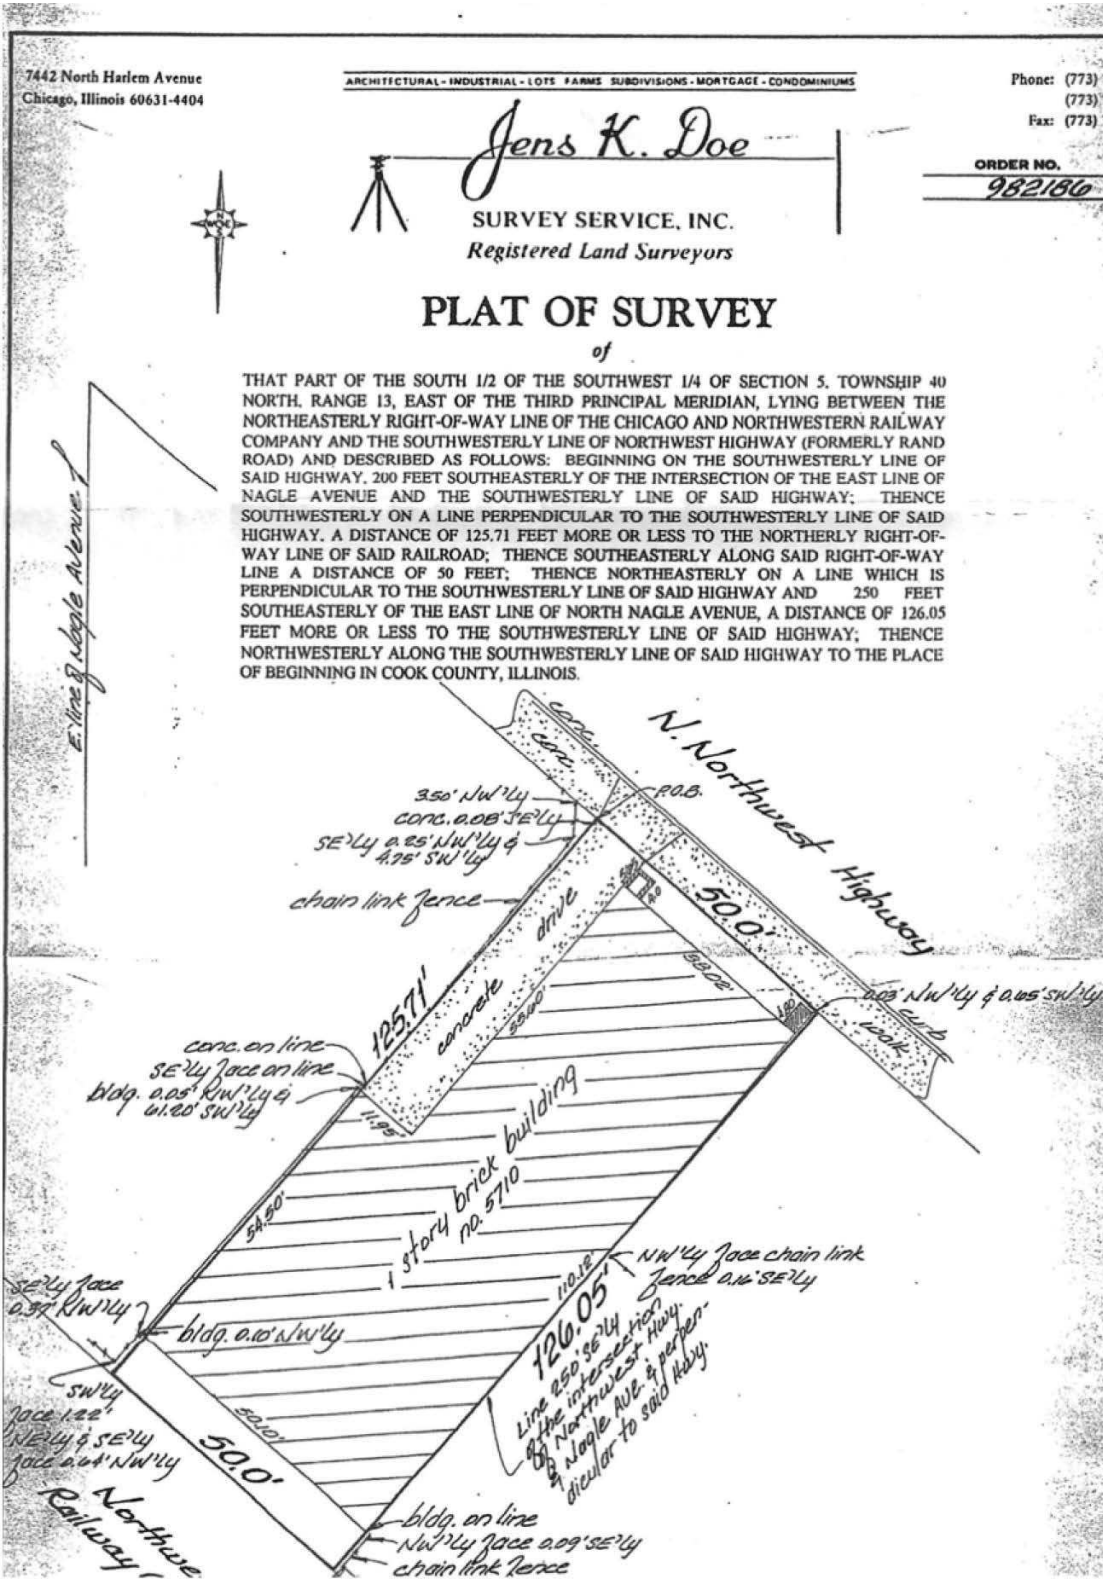 7442 North Harlem Avenue
Chicago, Illinois 60631-4404
ARCHITECTURAL - INDUSTRIAL - LOTS FARMS SUBDIVISIONS - MORTGAGE - CONDOMINIUMS
Phone: (773)
(773)
Fax: (773)
Jens K. Doe
ORDER NO.
982186
SURVEY SERVICE, INC.
Registered Land Surveyors
N
W E
S
PLAT OF SURVEY
of
THAT PART OF THE SOUTH 1/2 OF THE SOUTHWEST 1/4 OF SECTION 5, TOWNSHIP 40
NORTH, RANGE 13, EAST OF THE THIRD PRINCIPAL MERIDIAN, LYING BETWEEN THE
NORTHEASTERLY RIGHT-OF-WAY LINE OF THE CHICAGO AND NORTHWESTERN RAILWAY
COMPANY AND THE SOUTHWESTERLY LINE OF NORTHWEST HIGHWAY (FORMERLY RAND
ROAD) AND DESCRIBED AS FOLLOWS: BEGINNING ON THE SOUTHWESTERLY LINE OF
SAID HIGHWAY, 200 FEET SOUTHEASTERLY OF THE INTERSECTION OF THE EAST LINE OF
NAGLE AVENUE AND THE SOUTHWESTERLY LINE OF SAID HIGHWAY; THENCE
SOUTHWESTERLY ON A LINE PERPENDICULAR TO THE SOUTHWESTERLY LINE OF SAID
HIGHWAY, A DISTANCE OF 125.71 FEET MORE OR LESS TO THE NORTHERLY RIGHT-OF-
WAY LINE OF SAID RAILROAD; THENCE SOUTHEASTERLY ALONG SAID RIGHT-OF-WAY
LINE A DISTANCE OF 50 FEET; THENCE NORTHEASTERLY ON A LINE WHICH IS
PERPENDICULAR TO THE SOUTHWESTERLY LINE OF SAID HIGHWAY AND 250 FEET
SOUTHEASTERLY OF THE EAST LINE OF NORTH NAGLE AVENUE, A DISTANCE OF 126.05
FEET MORE OR LESS TO THE SOUTHWESTERLY LINE OF SAID HIGHWAY; THENCE
NORTHWESTERLY ALONG THE SOUTHWESTERLY LINE OF SAID HIGHWAY TO THE PLACE
OF BEGINNING IN COOK COUNTY, ILLINOIS.
E. line of Nagle Avenue
conc.
conc.
N. Northwest Highway
P.O.B.
3.50' NW'ly
conc. 0.08' SE'ly
SE'ly 0.25' NW'ly &
4.75' SW'ly
chain link fence
drive
concrete
50.0'
58.02'
55.60'
4.0
4.80
0.03' NW'ly & 0.65' SW'ly
curb
walk
125.71'
conc. on line
SE'ly face on line
bldg. 0.05' NW'ly &
61.20' SW'ly
11.95'
1 story brick building
no. 5710
54.50'
110.12'
NW'ly face chain link
fence 0.16' SE'ly
126.05'
Line 250' SE'ly
of the intersection
of Northwest Hwy.
& Nagle Ave. & perpen-
dicular to said Hwy.
SE'ly face
0.37' NW'ly
bldg. 0.10' NW'ly
SW'ly
face 1.22'
NE'ly & SE'ly
face 0.64' NW'ly
50.10'
50.0'
Northwe
Railway
bldg. on line
NW'ly face 0.09' SE'ly
chain link fence